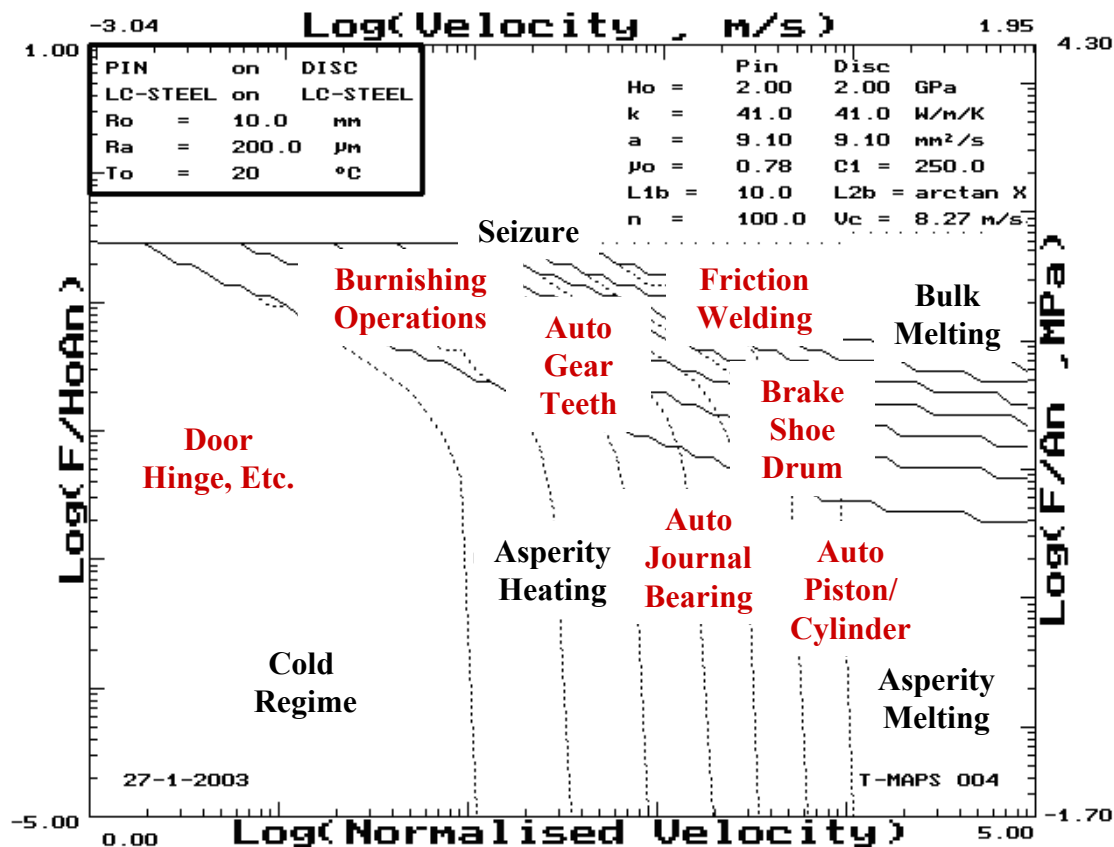 -3.04 Log(Velocity , m/s) 1.95
1.00
4.30
PIN on DISC
LC-STEEL on LC-STEEL
Ro = 10.0 mm
Ra = 200.0 µm
To = 20 °C
Pin Disc
Ho = 2.00 2.00 GPa
k = 41.0 41.0 W/m/K
a = 9.10 9.10 mm²/s
µo = 0.78 C1 = 250.0
L1b = 10.0 L2b = arctan X
n = 100.0 Vc = 8.27 m/s
Log(F/HoAn)
Log(F/An ,MPa)
Seizure
Burnishing
Operations
Friction
Welding
Bulk
Melting
Auto
Gear
Teeth
Brake
Shoe
Drum
Door
Hinge, Etc.
Asperity
Heating
Auto
Journal
Bearing
Auto
Piston/
Cylinder
Cold
Regime
Asperity
Melting
27-1-2003
T-MAPS 004
-5.00
-1.70
0.00 Log(Normalised Velocity) 5.00